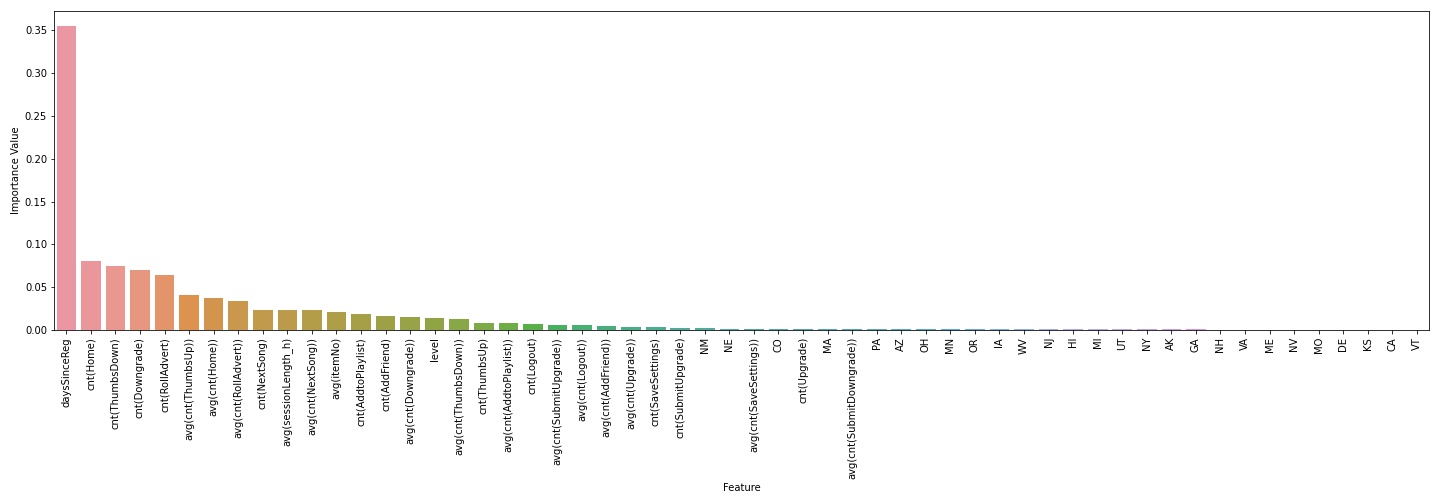 Importance Value
0.35
0.30
0.25
0.20
0.15
0.10
0.05
0.00
daysSinceReg
cnt(Home)
cnt(ThumbsDown)
cnt(Downgrade)
cnt(RollAdvert)
avg(cnt(ThumbsUp))
avg(cnt(Home))
avg(cnt(RollAdvert))
cnt(NextSong)
avg(sessionLength_h)
avg(cnt(NextSong))
avg(itemNo)
cnt(AddtoPlaylist)
cnt(AddFriend)
avg(cnt(Downgrade))
level
avg(cnt(ThumbsDown))
cnt(ThumbsUp)
avg(cnt(AddtoPlaylist))
cnt(Logout)
avg(cnt(SubmitUpgrade))
avg(cnt(Logout))
avg(cnt(AddFriend))
avg(cnt(Upgrade))
cnt(SaveSettings)
cnt(SubmitUpgrade)
NM
NE
avg(cnt(SaveSettings))
CO
cnt(Upgrade)
MA
avg(cnt(SubmitDowngrade))
PA
AZ
OH
MN
OR
IA
WV
NJ
HI
MI
UT
NY
AK
GA
NH
VA
ME
NV
MO
DE
KS
CA
VT
Feature